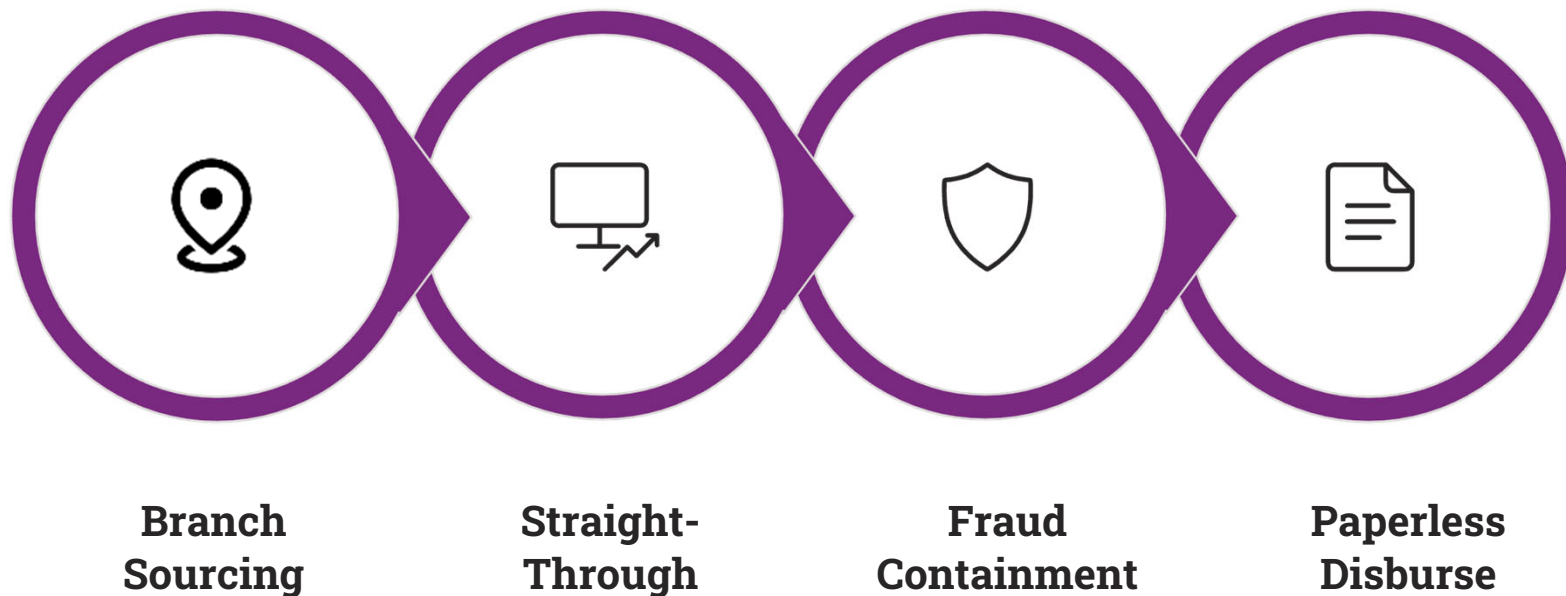 Branch
Sourcing
Straight-
Through
Fraud
Containment
Paperless
Disburse